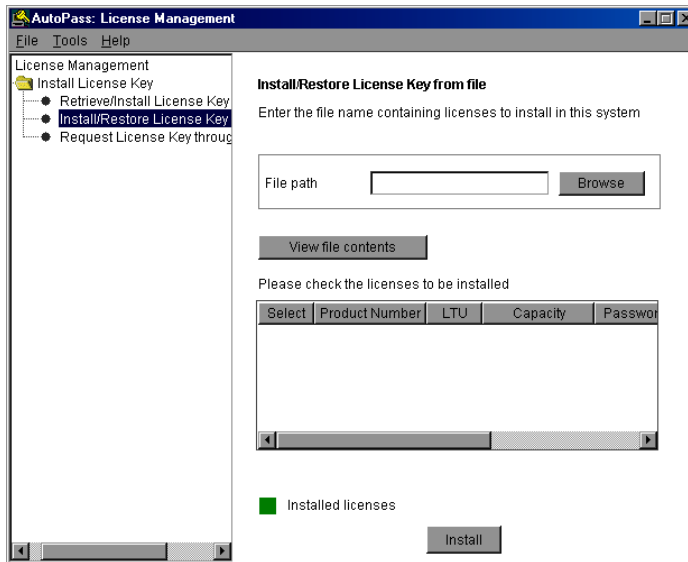 AutoPass: License Management
File Tools Help
License Management
Install License Key
Retrieve/Install License Key
Install/Restore License Key
Request License Key throug
Install/Restore License Key from file
Enter the file name containing licenses to install in this system
File path Browse
View file contents
Please check the licenses to be installed
Select Product Number LTU Capacity Passwor
Installed licenses
Install